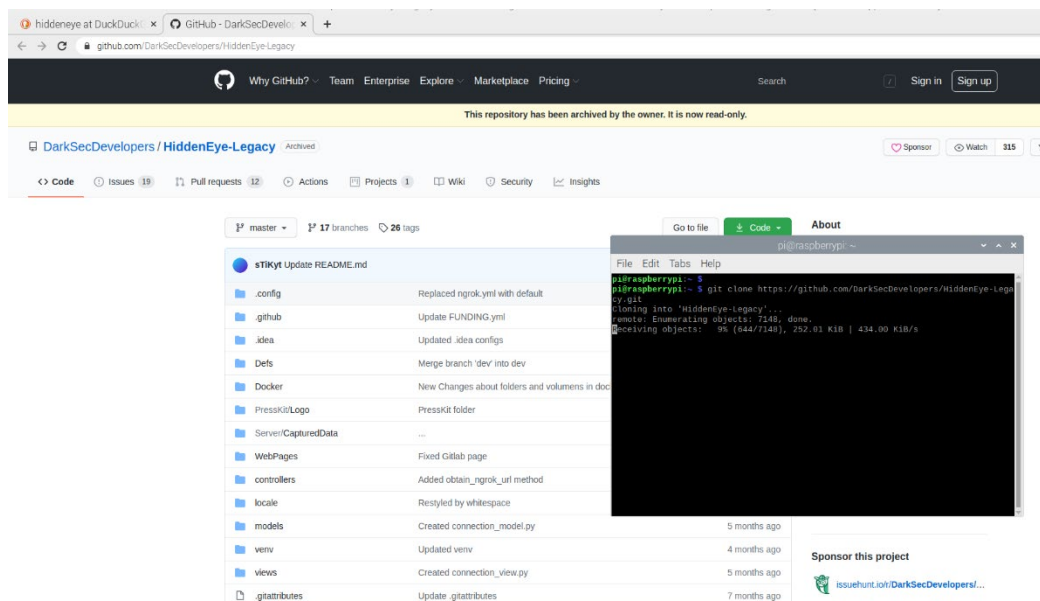 hiddeneye at DuckDuck
GitHub - DarkSecDevelo
github.com/DarkSecDevelopers/HiddenEye-Legacy
Why GitHub? Team Enterprise Explore Marketplace Pricing Search / Sign in Sign up
This repository has been archived by the owner. It is now read-only.
DarkSecDevelopers / HiddenEye-Legacy Archived Sponsor Watch 315
<> Code Issues 19 Pull requests 12 Actions Projects 1 Wiki Security Insights
master 17 branches 26 tags Go to file Code About
sTiKyt Update README.md
.config Replaced ngrok.yml with default
.github Update FUNDING.yml
.idea Updated .idea configs
Defs Merge branch 'dev' into dev
Docker New Changes about folders and volumens in doc
PressKit/Logo PressKit folder
Server/CapturedData ...
WebPages Fixed Gitlab page
controllers Added obtain_ngrok_url method
locale Restyled by whitespace
models Created connection_model.py 5 months ago
venv Updated venv 4 months ago
views Created connection_view.py 5 months ago
.gitattributes Update .gitattributes 7 months ago
pi@raspberrypi: ~
File Edit Tabs Help
pi@raspberrypi:~ $
pi@raspberrypi:~ $ git clone https://github.com/DarkSecDevelopers/HiddenEye-Lega
cy.git
Cloning into 'HiddenEye-Legacy'...
remote: Enumerating objects: 7148, done.
Receiving objects: 9% (644/7148), 252.01 KiB | 434.00 KiB/s
Sponsor this project
issuehunt.io/r/DarkSecDevelopers/...